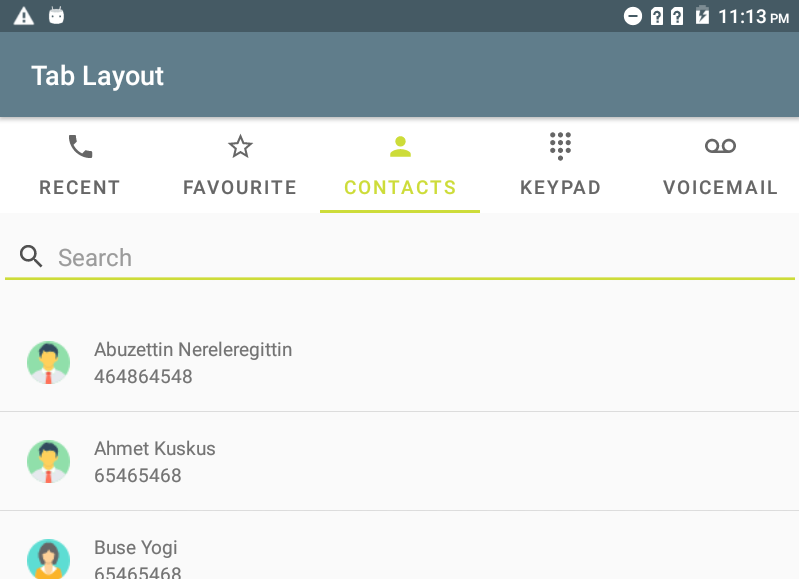 11:13 PM
Tab Layout
RECENT FAVOURITE CONTACTS KEYPAD VOICEMAIL
Search
Abuzettin Nereleregittin
464864548
Ahmet Kuskus
65465468
Buse Yogi
65465468